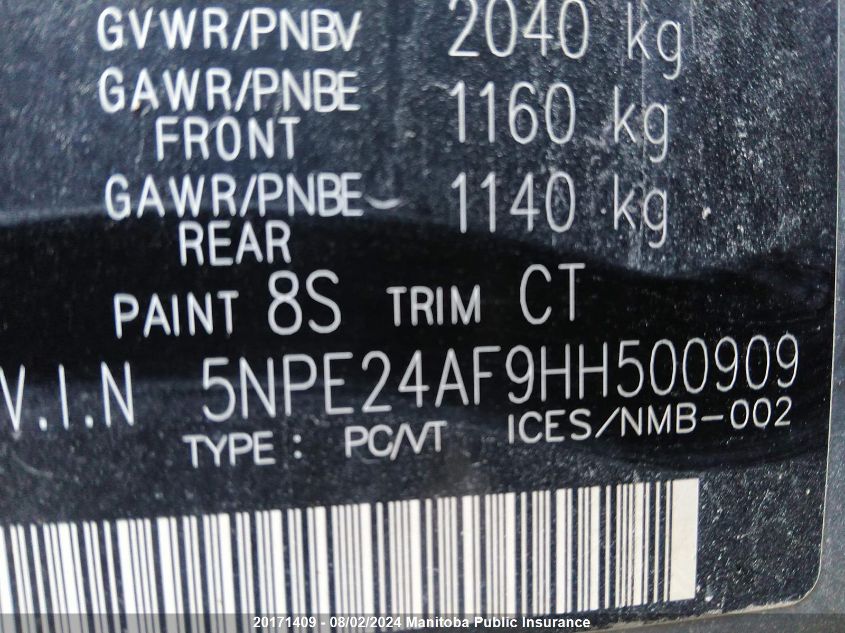 GVWR/PNBV 2040 kg
GAWR/PNBE 1160 kg
FRONT
GAWR/PNBE 1140 kg
REAR
PAINT 8S TRIM CT
V.I.N 5NPE24AF9HH500909
TYPE : PC/VT ICES/NMB-002
20171409 - 08/02/2024 Manitoba Public Insurance